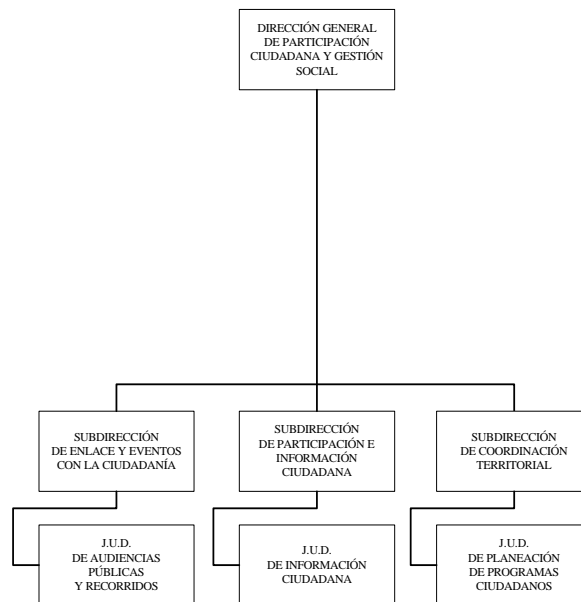 DIRECCIÓN GENERAL
DE PARTICIPACIÓN
CIUDADANA Y GESTIÓN
SOCIAL
SUBDIRECCIÓN
DE ENLACE Y EVENTOS
CON LA CIUDADANÍA
SUBDIRECCIÓN
DE PARTICIPACIÓN E
INFORMACIÓN
CIUDADANA
SUBDIRECCIÓN
DE COORDINACIÓN
TERRITORIAL
J.U.D.
DE AUDIENCIAS
PÚBLICAS
Y RECORRIDOS
J.U.D.
DE INFORMACIÓN
CIUDADANA
J.U.D.
DE PLANEACIÓN
DE PROGRAMAS
CIUDADANOS